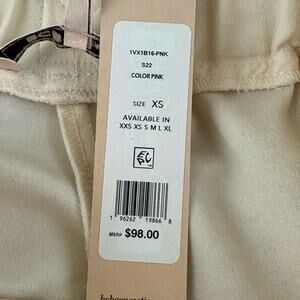 1VX1B16-PNK
S22
COLOR PINK
SIZE XS
AVAILABLE IN
XXS XS S M L XL
1 96262 19866 8
MSRP $98.00